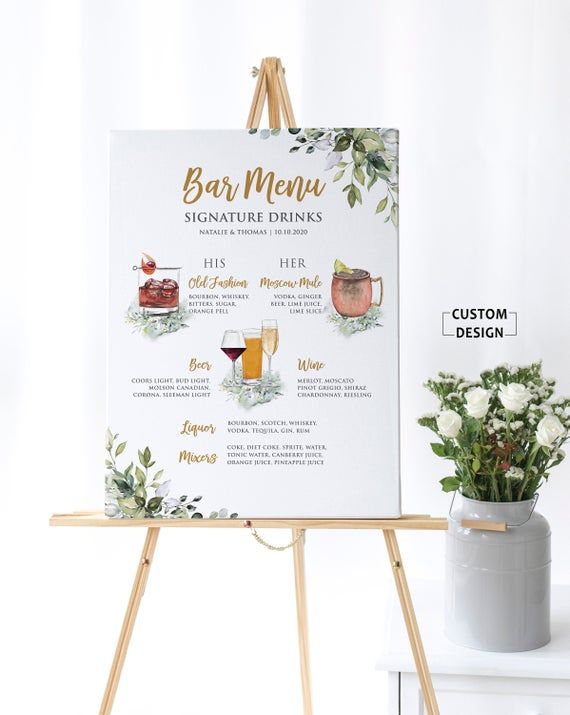 Bar Menu
SIGNATURE DRINKS
NATALIE & THOMAS | 10.10.2020
HIS
Old Fashion
BOURBON, WHISKEY,
BITTERS, SUGAR,
ORANGE PELL
HER
Moscow Mule
VODKA, GINGER
BEER, LIME JUICE,
LIME SLICE
Beer
COORS LIGHT, BUD LIGHT,
MOLSON CANADIAN,
CORONA, SLEEMAN LIGHT
Wine
MERLOT, MOSCATO
PINOT GRIGIO, SHIRAZ
CHARDONNAY, RIESLING
Liquor
BOURBON, SCOTCH, WHISKEY,
VODKA, TEQUILA, GIN, RUM
Mixers
COKE, DIET COKE, SPRITE, WATER,
TONIC WATER, CANBERRY JUICE,
ORANGE JUICE, PINEAPPLE JUICE
CUSTOM
DESIGN